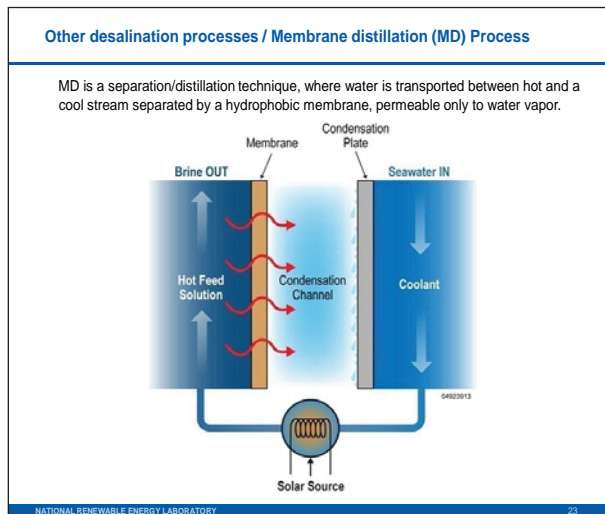 Other desalination processes / Membrane distillation (MD) Process
MD is a separation/distillation technique, where water is transported between hot and a
cool stream separated by a hydrophobic membrane, permeable only to water vapor.
Condensation
Plate
Membrane
Brine OUT
Seawater IN
Hot Feed
Solution
Condensation
Channel
Coolant
04923913
Solar Source
NATIONAL RENEWABLE ENERGY LABORATORY
23